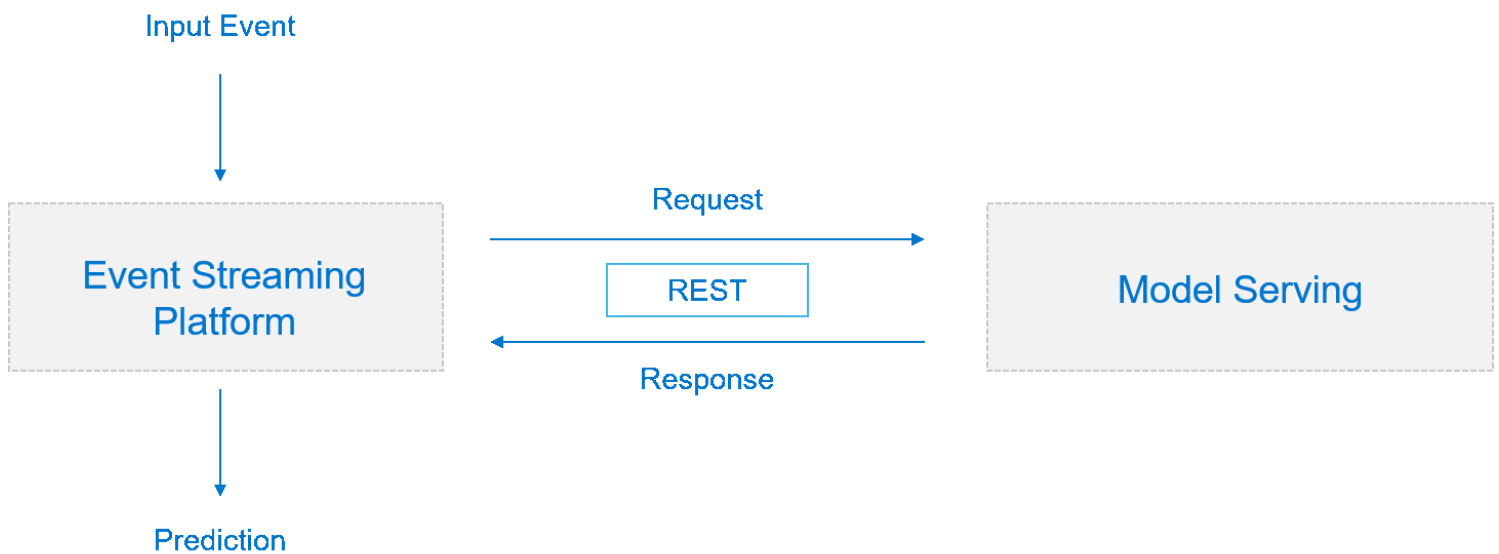 Input Event
Request
Event Streaming
Platform
REST
Model Serving
Response
Prediction